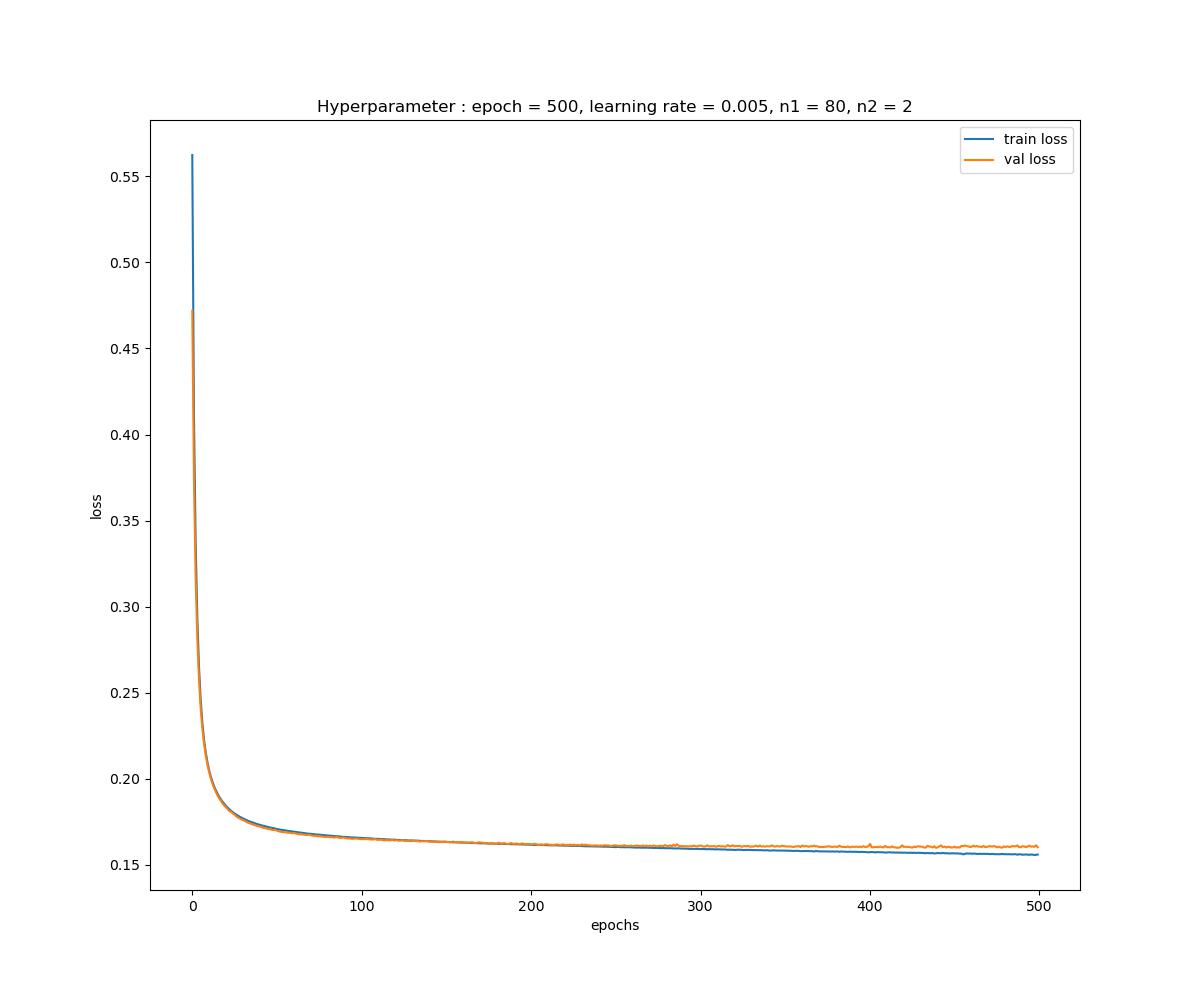 Hyperparameter : epoch = 500, learning rate = 0.005, n1 = 80, n2 = 2
train loss
val loss
0.55
0.50
0.45
0.40
0.35
0.30
0.25
0.20
0.15
loss
0 100 200 300 400 500
epochs